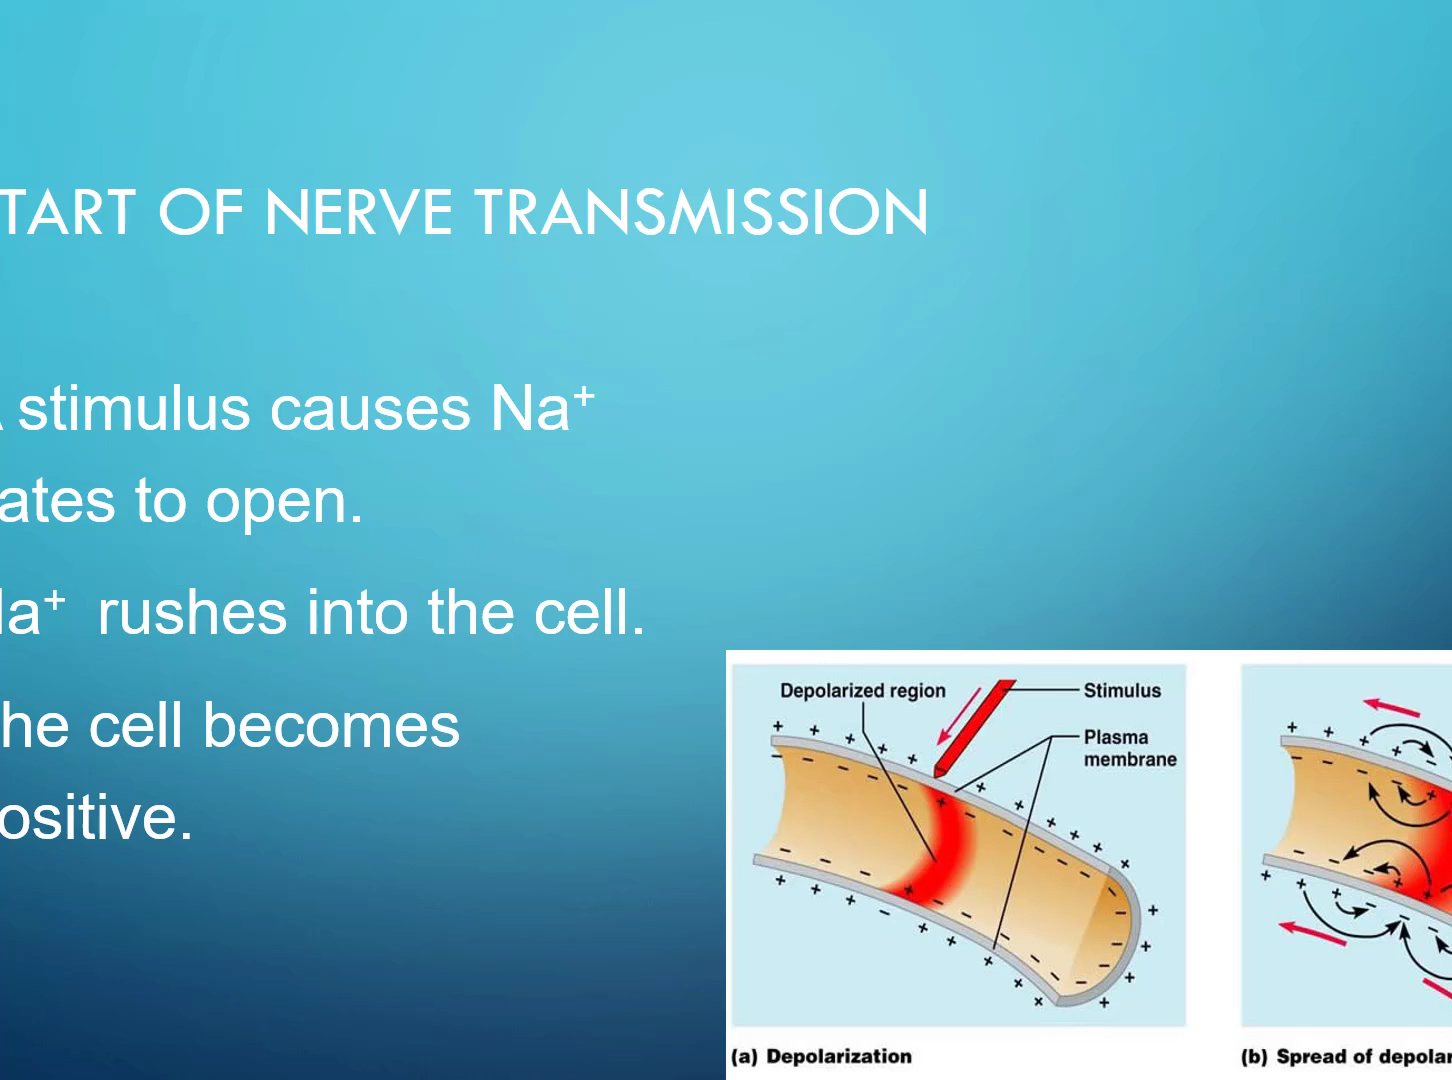 TART OF NERVE TRANSMISSION
stimulus causes Na⁺
ates to open.
a⁺ rushes into the cell.
he cell becomes
ositive.
Depolarized region
Stimulus
Plasma
membrane
(a) Depolarization
(b) Spread of depolar